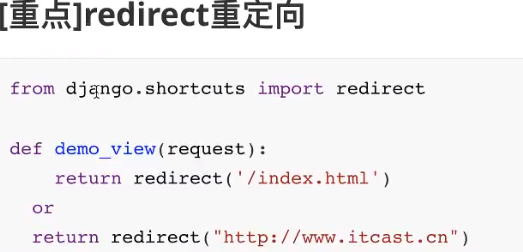 [重点]redirect重定向
from django.shortcuts import redirect
def demo_view(request):
    return redirect('/index.html')
  or
  return redirect("http://www.itcast.cn")